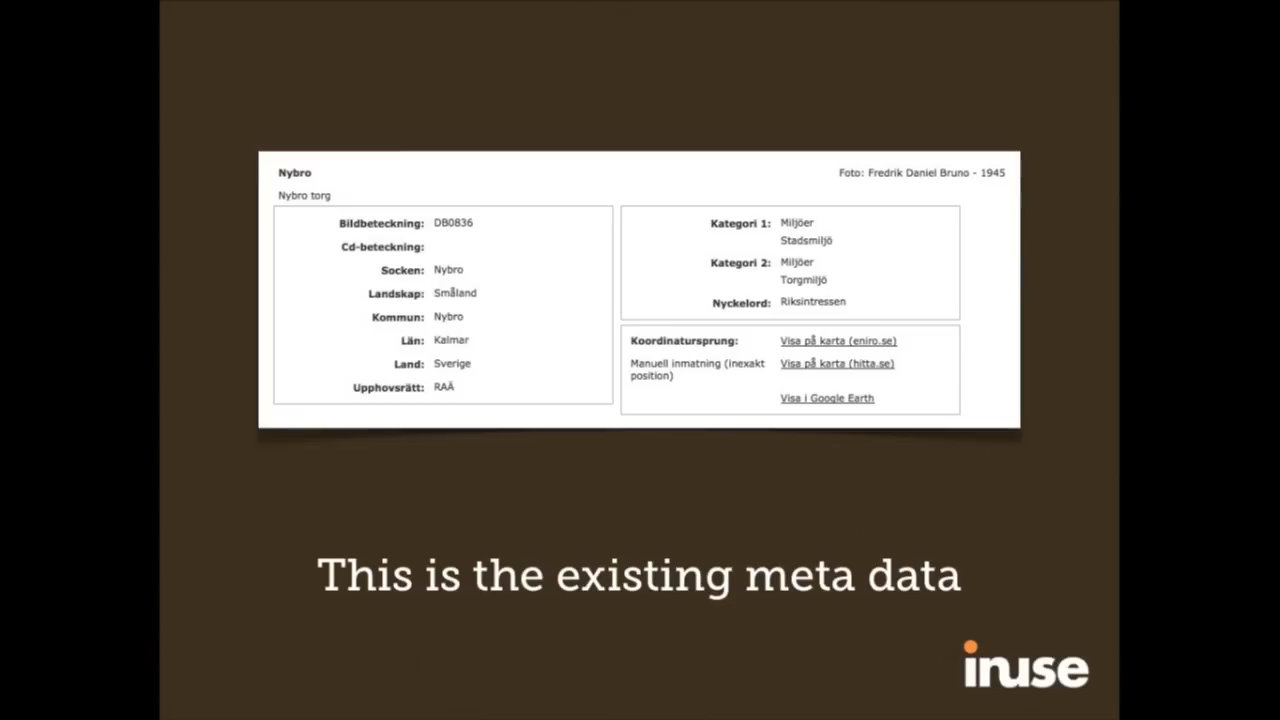 Nybro
Foto: Fredrik Daniel Bruno - 1945
Nybro torg
Bildbeteckning: DB0836
Cd-beteckning:
Socken: Nybro
Landskap: Småland
Kommun: Nybro
Län: Kalmar
Land: Sverige
Upphovsrätt: RAÄ
Kategori 1: Miljöer
Stadsmiljö
Kategori 2: Miljöer
Torgmiljö
Nyckelord: Riksintressen
Koordinatursprung: Visa på karta (eniro.se)
Manuell inmatning (inexakt Visa på karta (hitta.se)
position)
Visa i Google Earth
This is the existing meta data
inuse